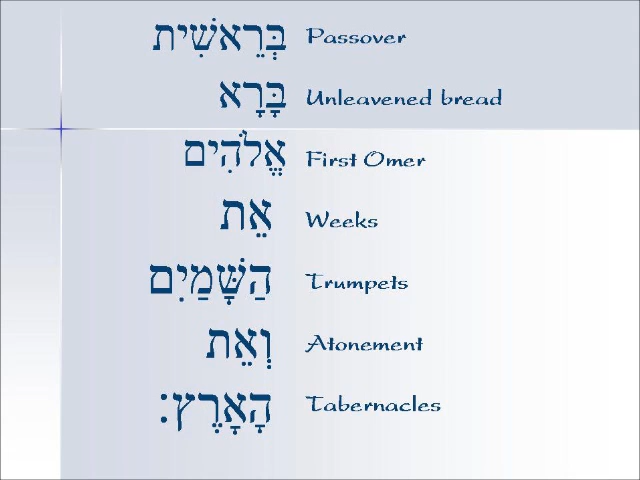 בְּרֵאשִׁית Passover
בָּרָא Unleavened bread
אֱלֹהִים First Omer
אֵת Weeks
הַשָּׁמַיִם Trumpets
וְאֵת Atonement
הָאָרֶץ׃ Tabernacles